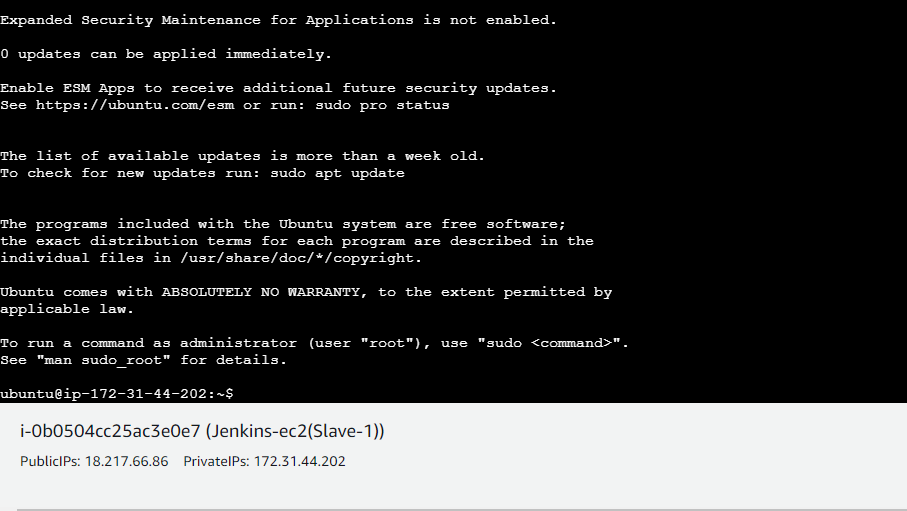 Expanded Security Maintenance for Applications is not enabled.
0 updates can be applied immediately.
Enable ESM Apps to receive additional future security updates.
See https://ubuntu.com/esm or run: sudo pro status
The list of available updates is more than a week old.
To check for new updates run: sudo apt update
The programs included with the Ubuntu system are free software;
the exact distribution terms for each program are described in the
individual files in /usr/share/doc/*/copyright.
Ubuntu comes with ABSOLUTELY NO WARRANTY, to the extent permitted by
applicable law.
To run a command as administrator (user "root"), use "sudo <command>".
See "man sudo_root" for details.
ubuntu@ip-172-31-44-202:~$
i-0b0504cc25ac3e0e7 (Jenkins-ec2(Slave-1))
PublicIPs: 18.217.66.86 PrivateIPs: 172.31.44.202